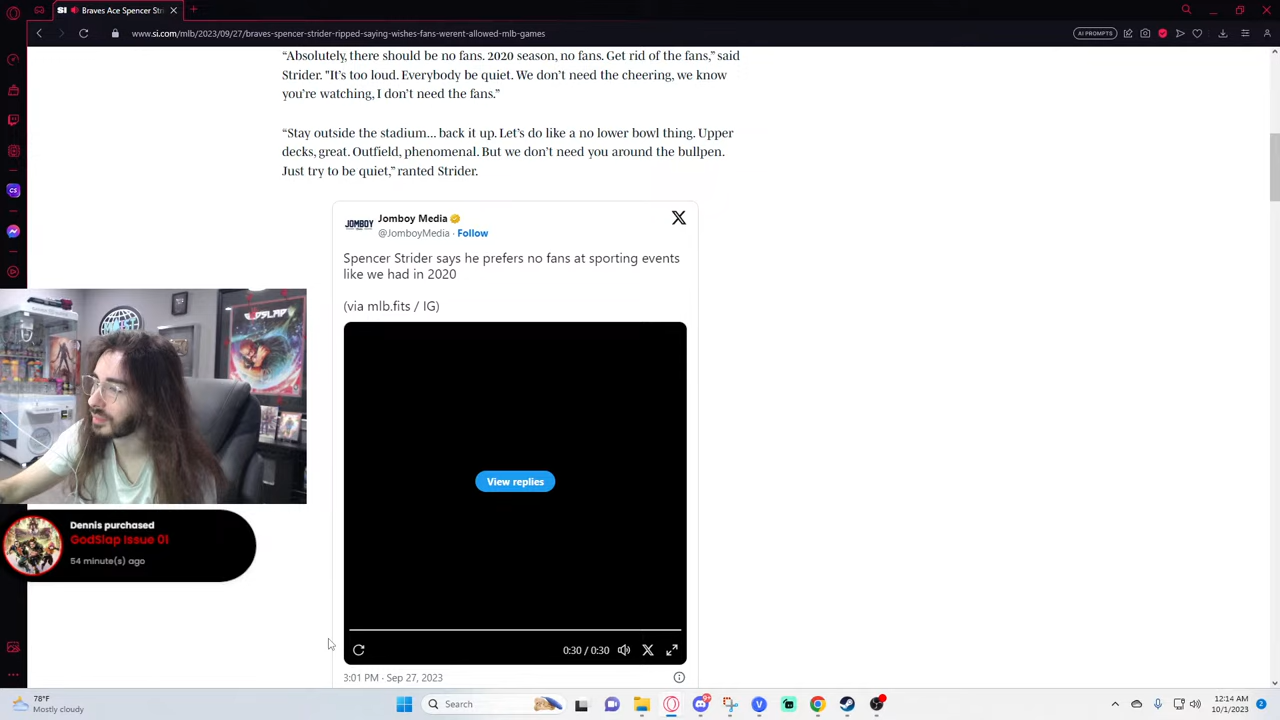 SI
Braves Ace Spencer Str
www.si.com/mlb/2023/09/27/braves-spencer-strider-ripped-saying-wishes-fans-werent-allowed-mlb-games
AI PROMPTS
“Absolutely, there should be no fans. 2020 season, no fans. Get rid of the fans,” said
Strider. "It’s too loud. Everybody be quiet. We don’t need the cheering, we know
you’re watching, I don’t need the fans.”
“Stay outside the stadium... back it up. Let’s do like a no lower bowl thing. Upper
decks, great. Outfield, phenomenal. But we don’t need you around the bullpen.
Just try to be quiet,” ranted Strider.
JOMBOY
Jomboy Media
@JomboyMedia · Follow
Spencer Strider says he prefers no fans at sporting events
like we had in 2020
(via mlb.fits / IG)
View replies
0:30 / 0:30
3:01 PM · Sep 27, 2023
GODSLAP
Dennis purchased
GodSlap Issue 01
54 minute(s) ago
78°F
Mostly cloudy
Search
12:14 AM
10/1/2023